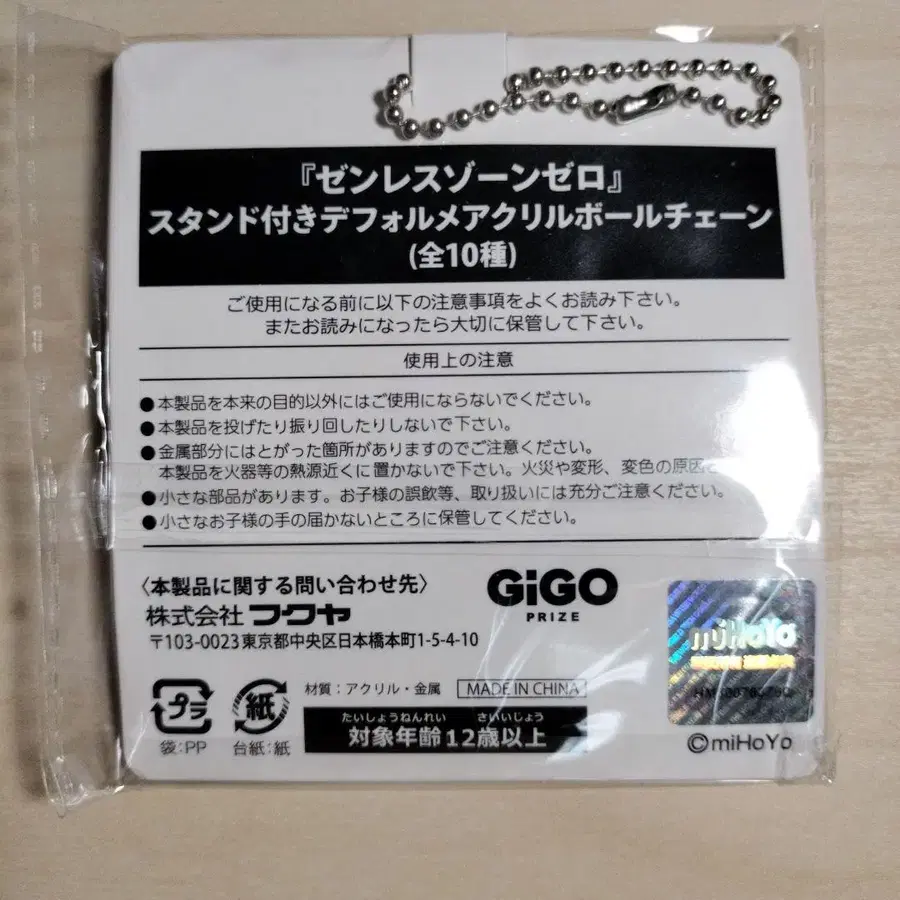 『ゼンレスゾーンゼロ』
スタンド付きデフォルメアクリルボールチェーン
(全10種)
ご使用になる前に以下の注意事項をよくお読み下さい。
またお読みになったら大切に保管して下さい。
使用上の注意
●本製品を本来の目的以外にはご使用にならないでください。
●本製品を投げたり振り回したりしないで下さい。
●金属部分にはとがった箇所がありますのでご注意ください。
本製品を火器等の熱源近くに置かないで下さい。火災や変形、変色の原因
●小さな部品があります。お子様の誤飲等、取り扱いには充分ご注意ください。
●小さなお子様の手の届かないところに保管してください。
〈本製品に関する問い合わせ先〉
株式会社フクヤ
〒103-0023東京都中央区日本橋本町1-5-4-10
GiGO
PRIZE
miHoYo
プラ
袋:PP
紙
台紙:紙
材質:アクリル・金属
MADE IN CHINA
たいしょうねんれい さいいじょう
対象年齢12歳以上
©miHoYo